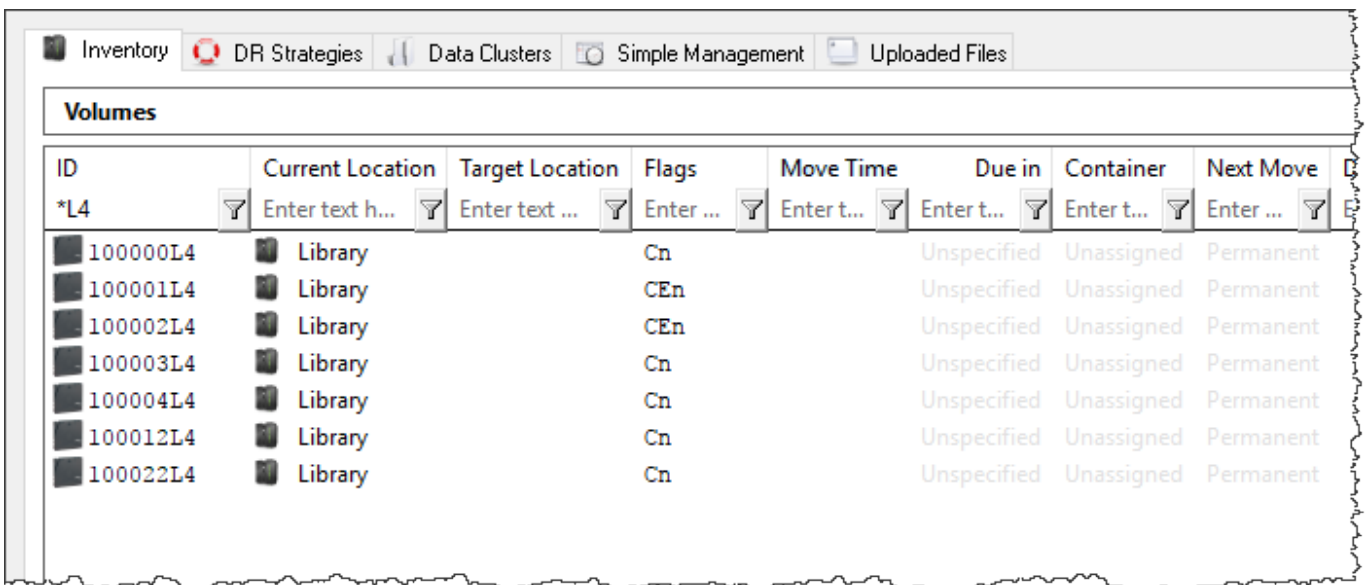 Inventory DR Strategies Data Clusters Simple Management Uploaded Files
Volumes
ID Current Location Target Location Flags Move Time Due in Container Next Move
*L4 Enter text h... Enter text ... Enter ... Enter t... Enter t... Enter t... Enter ...
100000L4 Library Cn Unspecified Unassigned Permanent
100001L4 Library CEn Unspecified Unassigned Permanent
100002L4 Library CEn Unspecified Unassigned Permanent
100003L4 Library Cn Unspecified Unassigned Permanent
100004L4 Library Cn Unspecified Unassigned Permanent
100012L4 Library Cn Unspecified Unassigned Permanent
100022L4 Library Cn Unspecified Unassigned Permanent